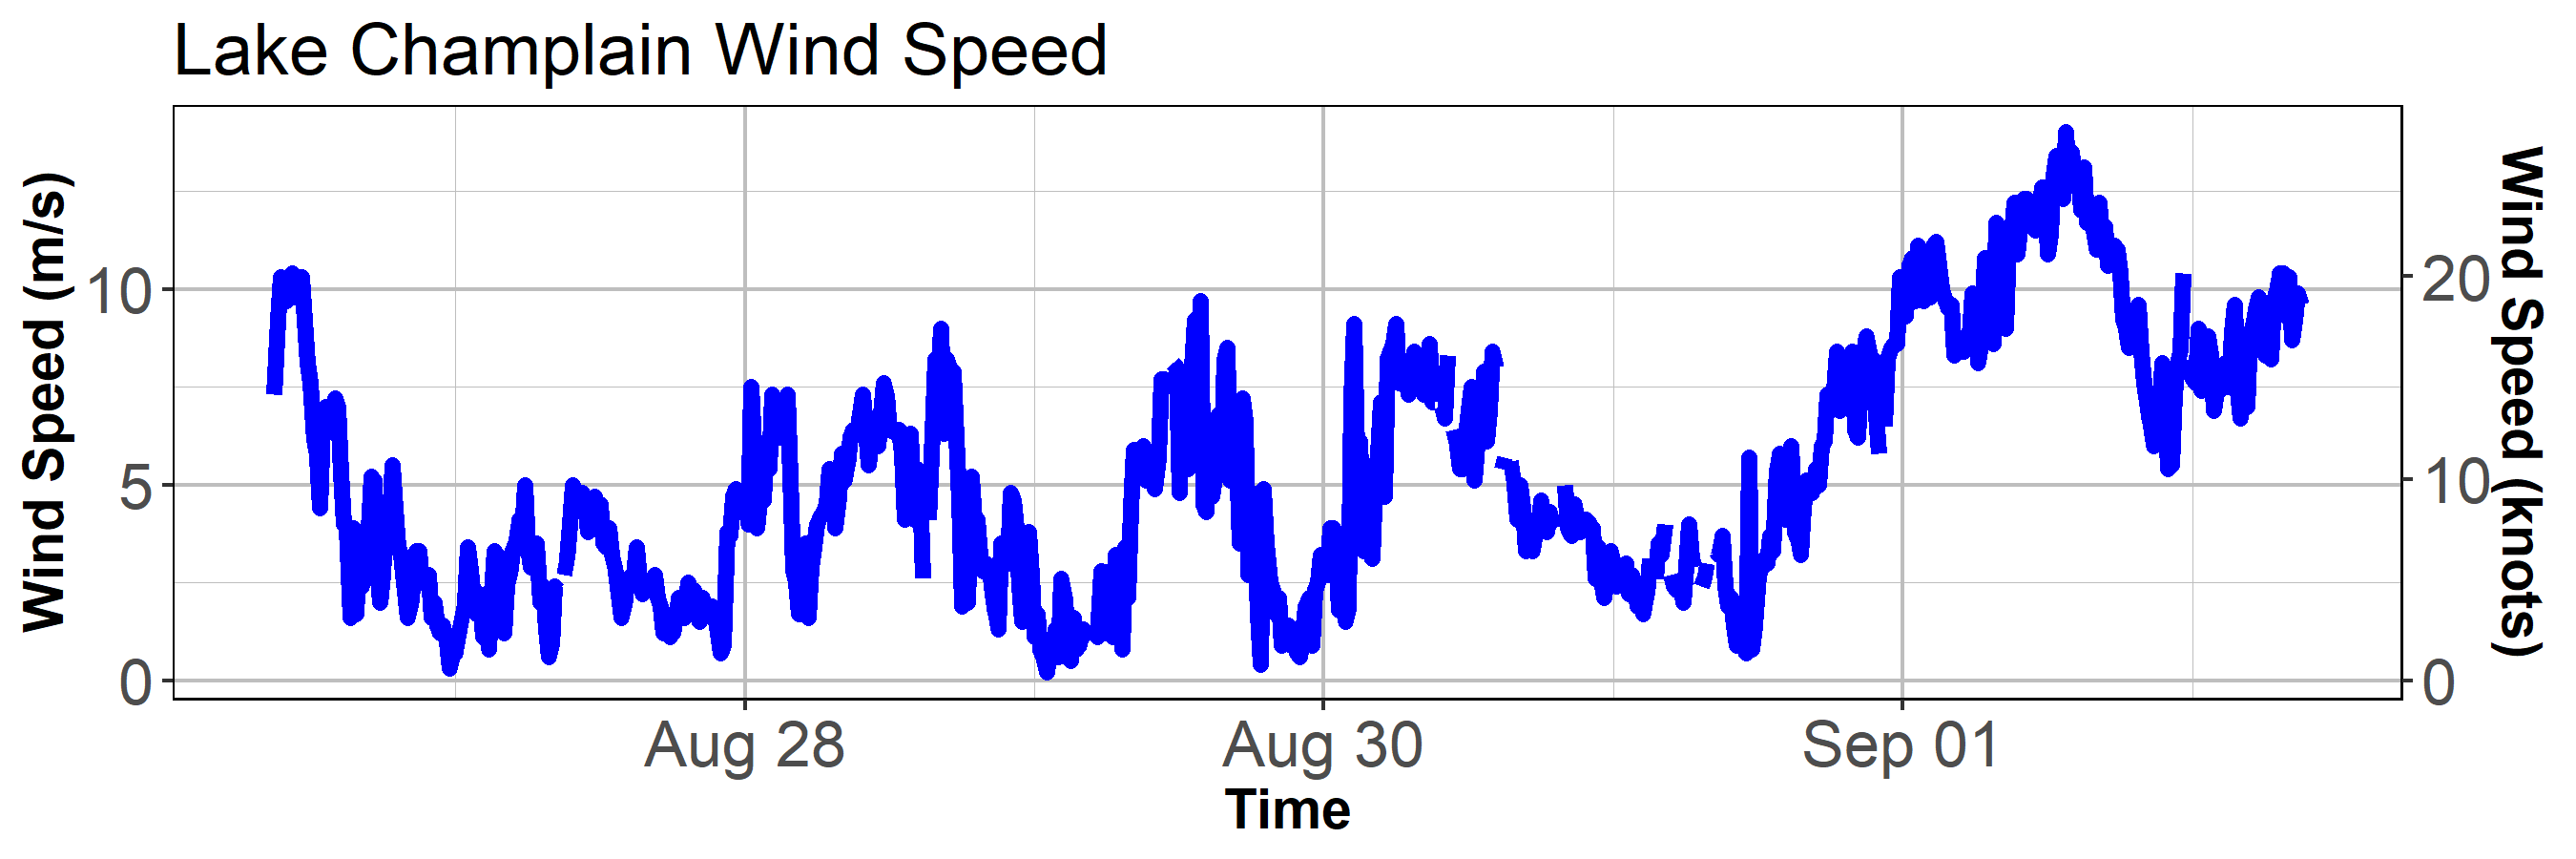 Lake Champlain Wind Speed
Wind Speed (m/s)
10
5
0
20
10
0
Wind Speed (knots)
Aug 28
Aug 30
Sep 01
Time